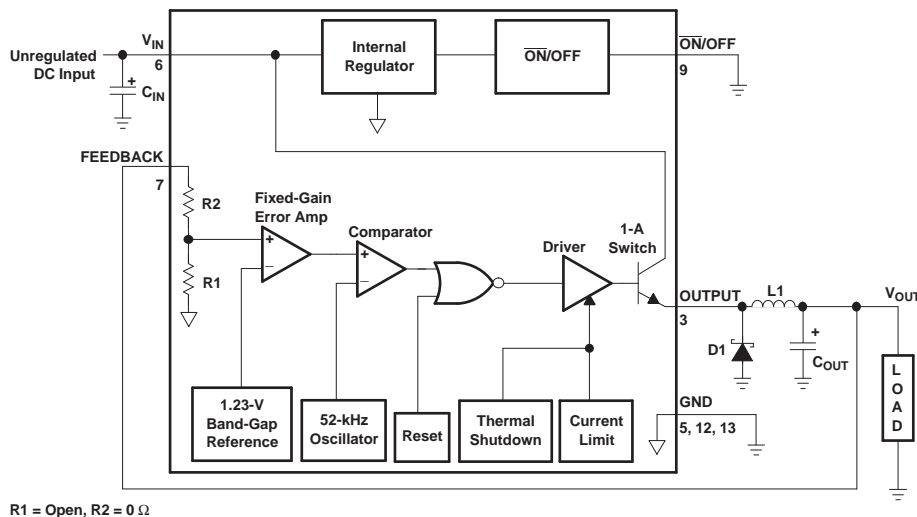 Unregulated
DC Input
+
C_IN
V_IN
6
Internal
Regulator
O̅N̅/OFF
O̅N̅/OFF
9
FEEDBACK
7
R2
R1
Fixed-Gain
Error Amp
+
−
Comparator
+
−
Driver
1-A
Switch
OUTPUT
3
L1
V_OUT
D1
+
C_OUT
LOAD
1.23-V
Band-Gap
Reference
52-kHz
Oscillator
Reset
Thermal
Shutdown
Current
Limit
GND
5, 12, 13
R1 = Open, R2 = 0 Ω